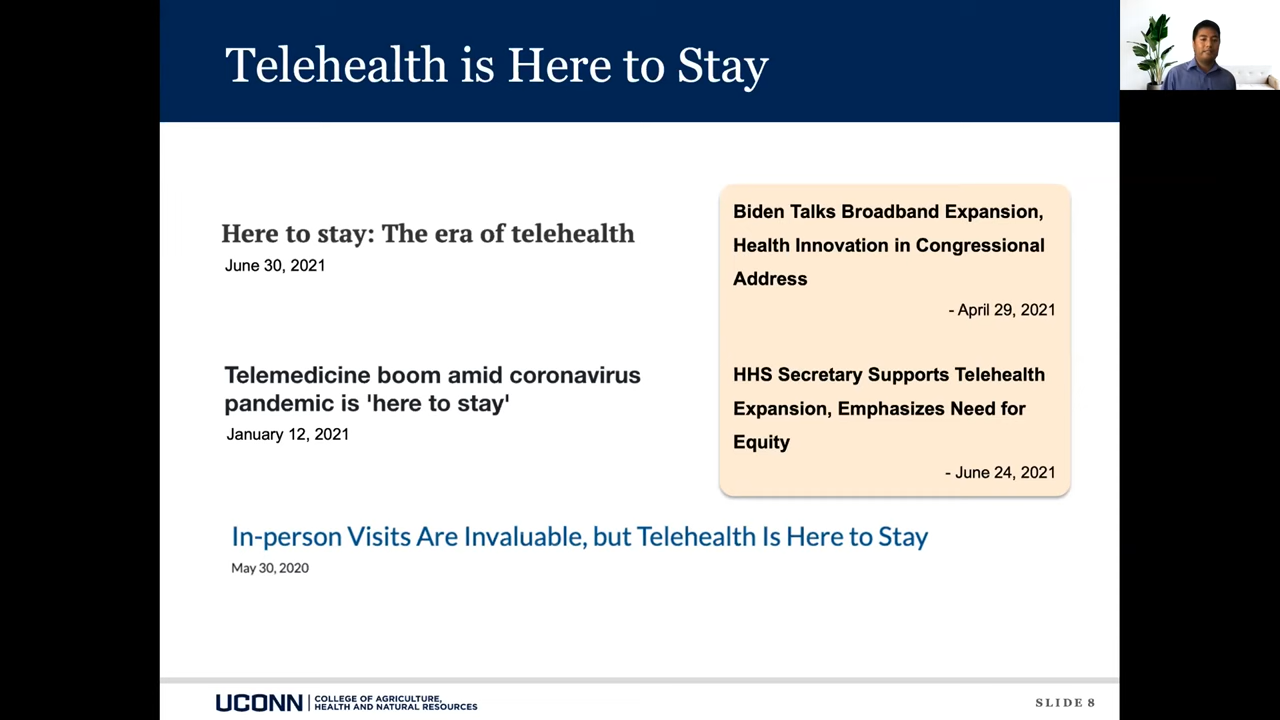 Telehealth is Here to Stay
Here to stay: The era of telehealth
June 30, 2021
Telemedicine boom amid coronavirus
pandemic is 'here to stay'
January 12, 2021
Biden Talks Broadband Expansion,
Health Innovation in Congressional
Address
- April 29, 2021
HHS Secretary Supports Telehealth
Expansion, Emphasizes Need for
Equity
- June 24, 2021
In-person Visits Are Invaluable, but Telehealth Is Here to Stay
May 30, 2020
UCONN
COLLEGE OF AGRICULTURE,
HEALTH AND NATURAL RESOURCES
SLIDE 8